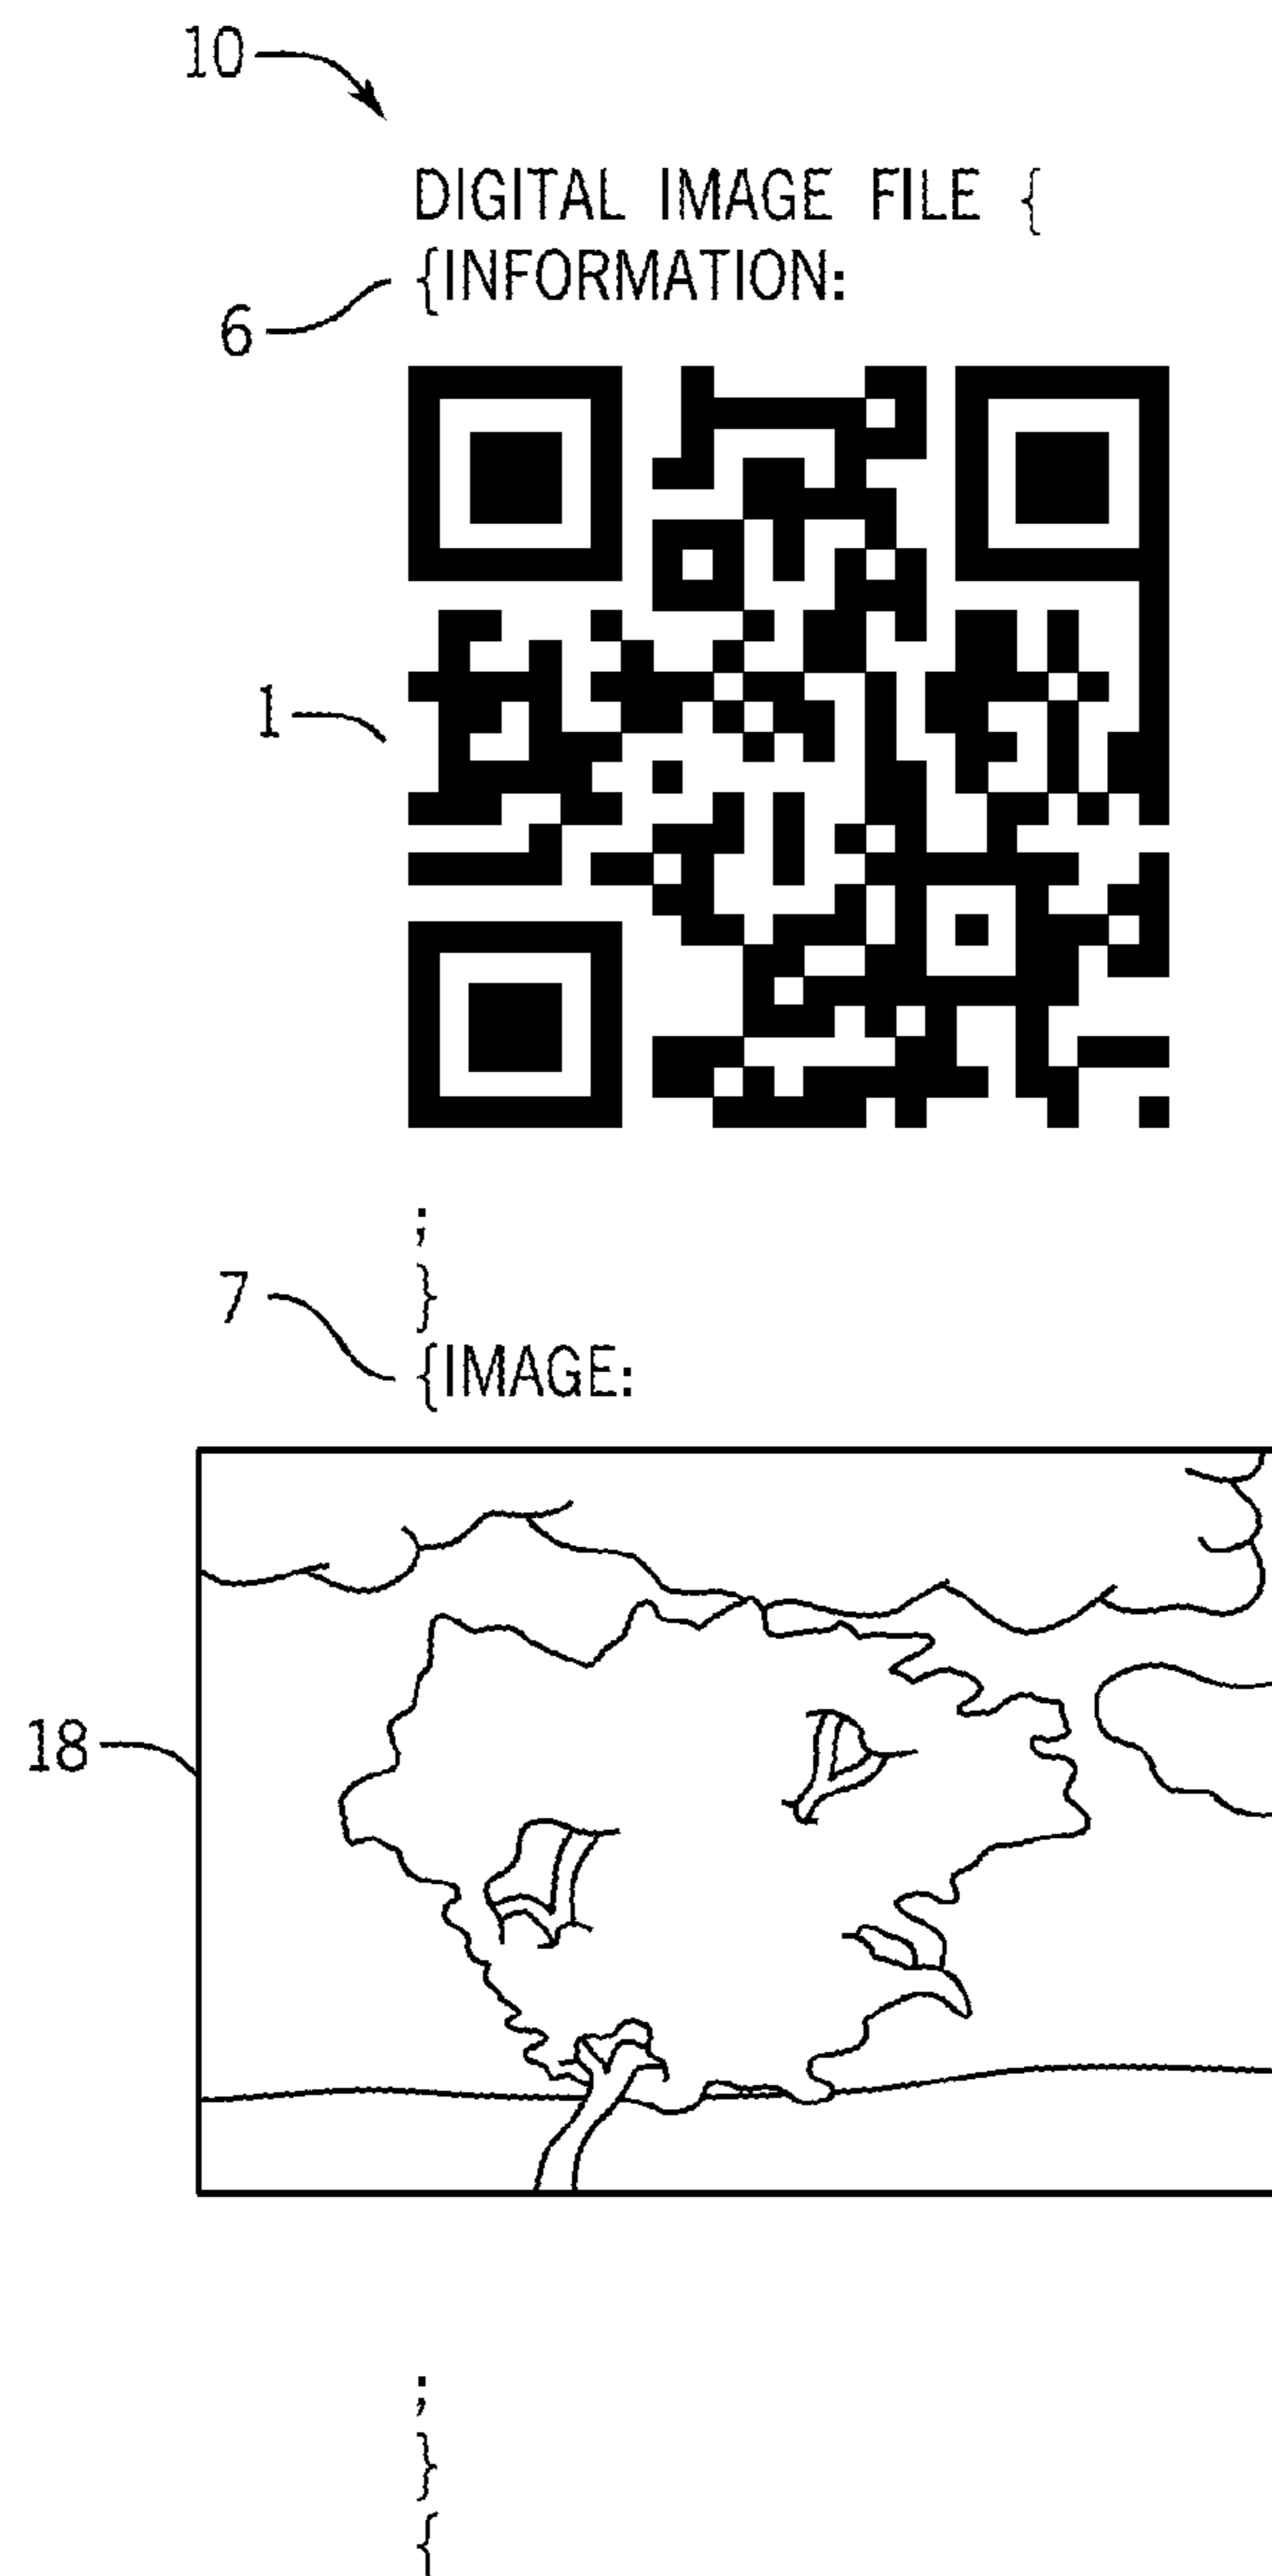 10
DIGITAL IMAGE FILE {
6 {INFORMATION:
1
;
}
7 {IMAGE:
18
;
}
{